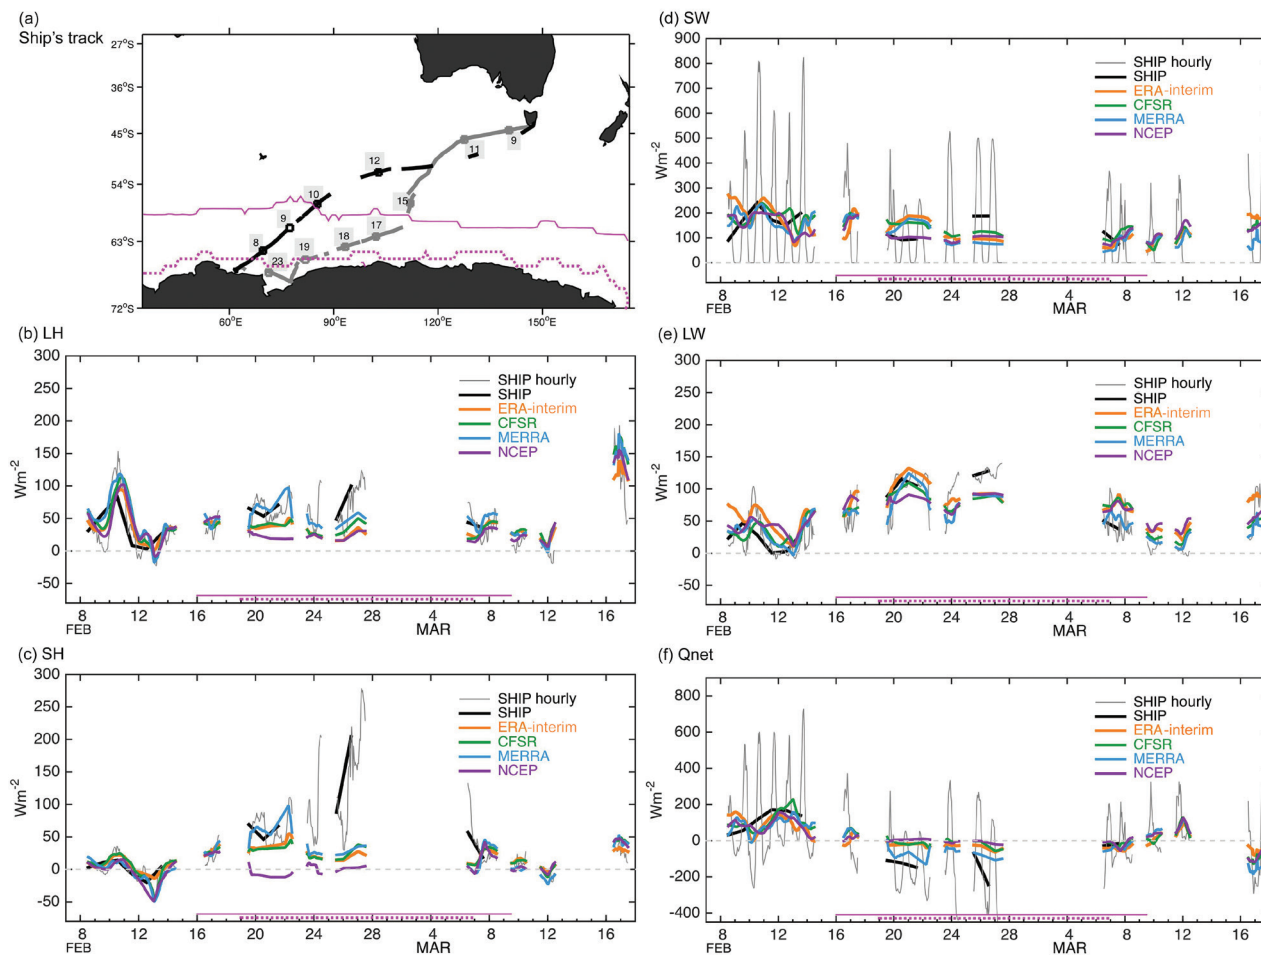 (a)
Ship's track
27°S
36°S
45°S
54°S
63°S
72°S
60°E
90°E
120°E
150°E
8
9
10
12
11
9
15
17
18
19
23
(b) LH
300
250
200
150
100
50
0
-50
Wm-2
SHIP hourly
SHIP
ERA-interim
CFSR
MERRA
NCEP
8
12
16
20
24
28
4
8
12
16
FEB
MAR
(c) SH
300
250
200
150
100
50
0
-50
Wm-2
SHIP hourly
SHIP
ERA-interim
CFSR
MERRA
NCEP
8
12
16
20
24
28
4
8
12
16
FEB
MAR
(d) SW
900
800
700
600
500
400
300
200
100
0
Wm-2
SHIP hourly
SHIP
ERA-interim
CFSR
MERRA
NCEP
8
12
16
20
24
28
4
8
12
16
FEB
MAR
(e) LW
300
250
200
150
100
50
0
-50
Wm-2
SHIP hourly
SHIP
ERA-interim
CFSR
MERRA
NCEP
8
12
16
20
24
28
4
8
12
16
FEB
MAR
(f) Qnet
800
600
400
200
0
-200
-400
Wm-2
SHIP hourly
SHIP
ERA-interim
CFSR
MERRA
NCEP
8
12
16
20
24
28
4
8
12
16
FEB
MAR